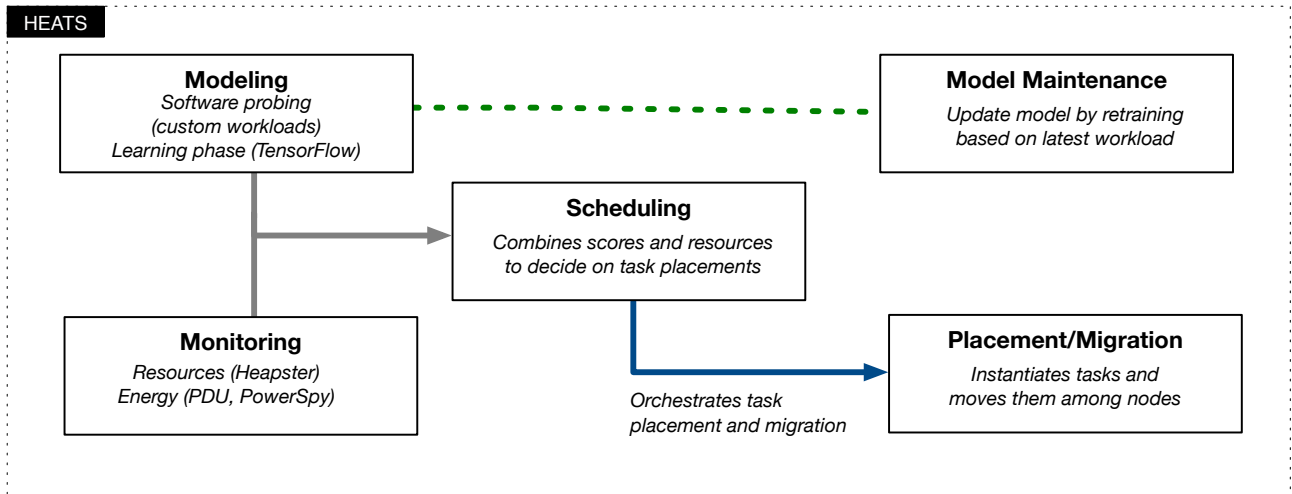 HEATS
Modeling
Software probing
(custom workloads)
Learning phase (TensorFlow)
Model Maintenance
Update model by retraining
based on latest workload
Scheduling
Combines scores and resources
to decide on task placements
Monitoring
Resources (Heapster)
Energy (PDU, PowerSpy)
Placement/Migration
Instantiates tasks and
moves them among nodes
Orchestrates task
placement and migration